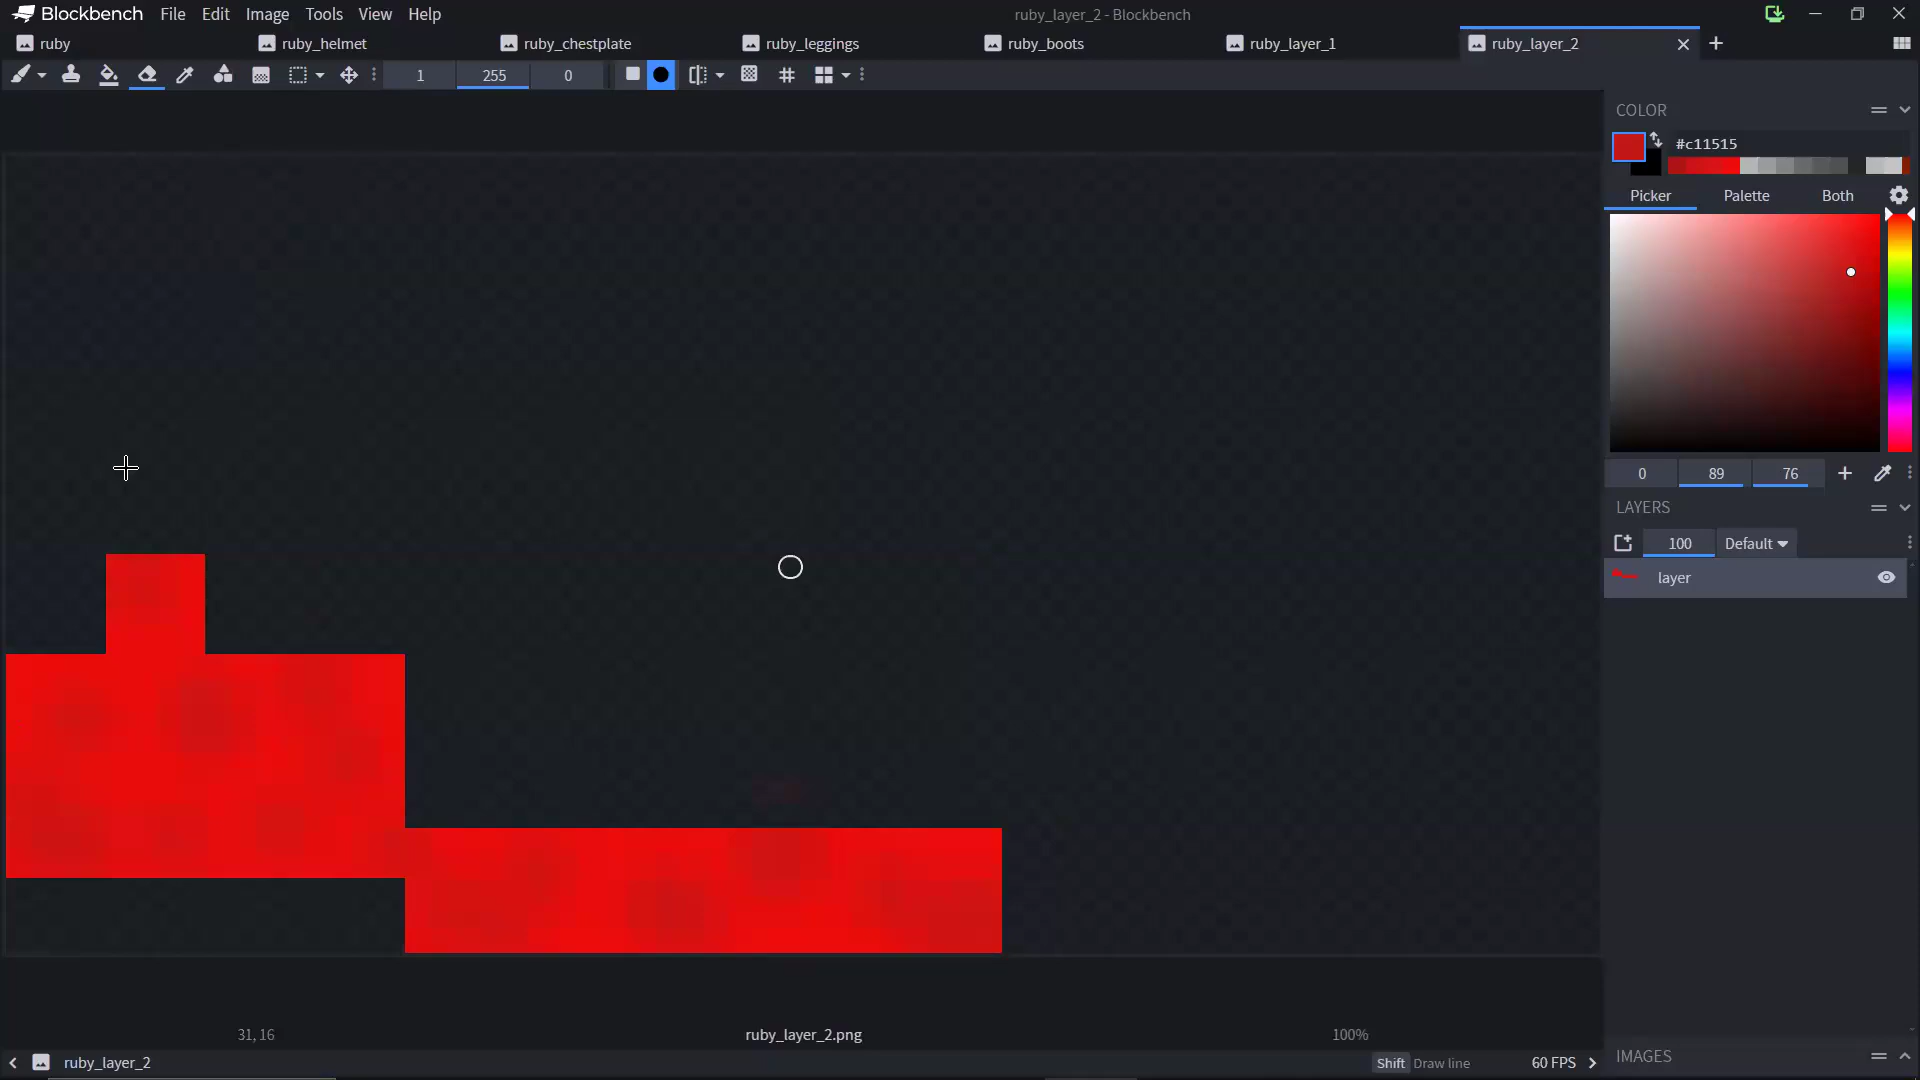 Blockbench File Edit Image Tools View Help ruby_layer_2 - Blockbench
ruby ruby_helmet ruby_chestplate ruby_leggings ruby_boots ruby_layer_1 ruby_layer_2
1 255 0
COLOR
#c11515
Picker Palette Both
0 89 76
LAYERS
100 Default
layer
31, 16 ruby_layer_2.png 100%
ruby_layer_2 Shift Draw line 60 FPS
IMAGES